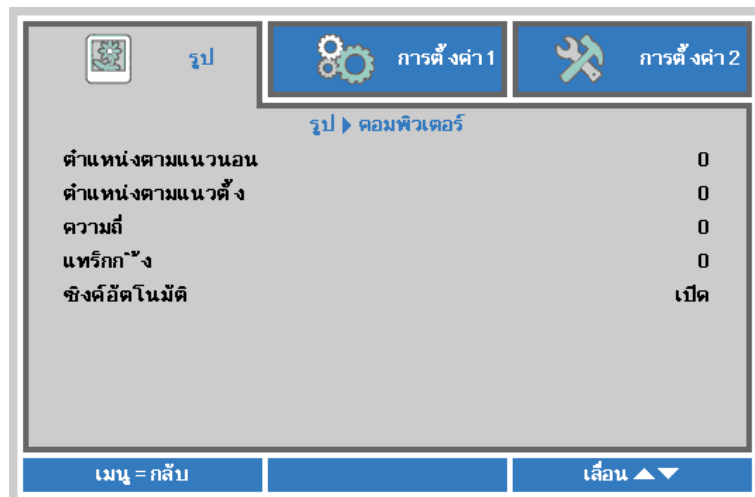 รูป
การตั้งค่า 1
การตั้งค่า 2
รูป ▶ คอมพิวเตอร์
ตำแหน่งตามแนวนอน 0
ตำแหน่งตามแนวตั้ง 0
ความถี่ 0
แทร็กกิ้ง 0
ซิงค์อัตโนมัติ เปิด
เมนู = กลับ
เลื่อน ▲▼